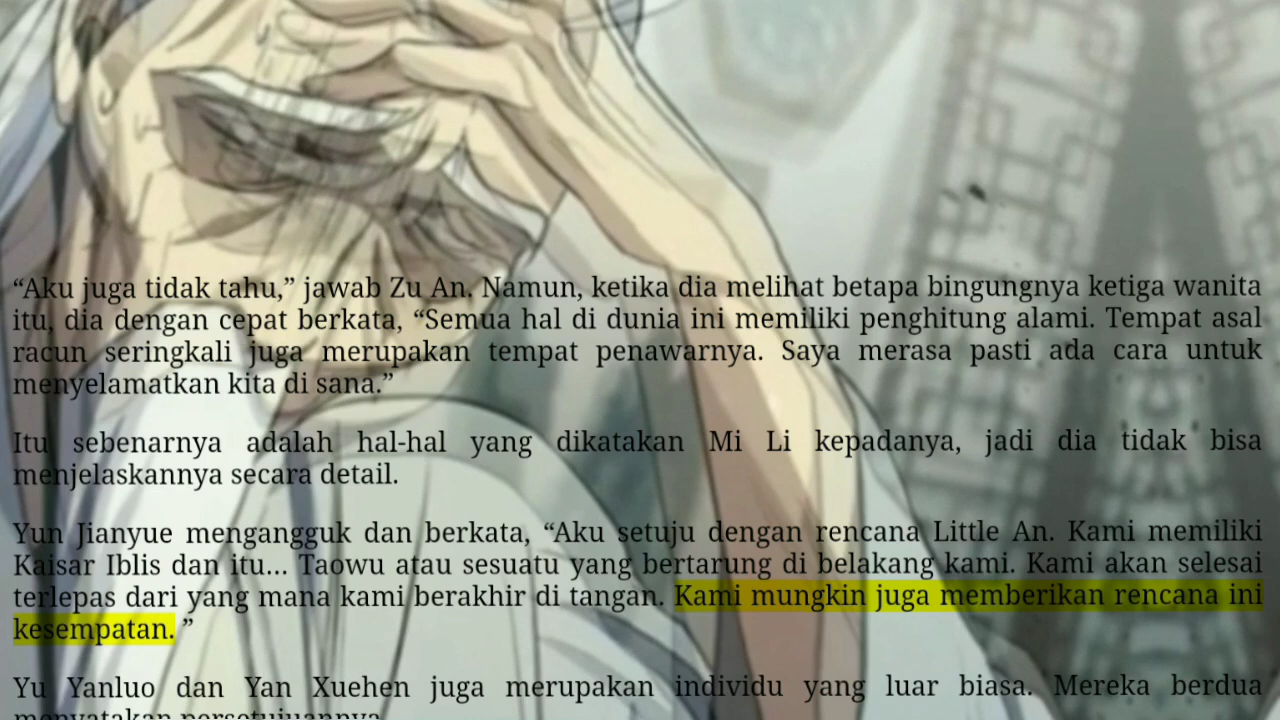 “Aku juga tidak tahu,” jawab Zu An. Namun, ketika dia melihat betapa bingungnya ketiga wanita
itu, dia dengan cepat berkata, “Semua hal di dunia ini memiliki penghitung alami. Tempat asal
racun seringkali juga merupakan tempat penawarnya. Saya merasa pasti ada cara untuk
menyelamatkan kita di sana.”
Itu sebenarnya adalah hal-hal yang dikatakan Mi Li kepadanya, jadi dia tidak bisa
menjelaskannya secara detail.
Yun Jianyue mengangguk dan berkata, “Aku setuju dengan rencana Little An. Kami memiliki
Kaisar Iblis dan itu... Taowu atau sesuatu yang bertarung di belakang kami. Kami akan selesai
terlepas dari yang mana kami berakhir di tangan. Kami mungkin juga memberikan rencana ini
kesempatan. ”
Yu Yanluo dan Yan Xuehen juga merupakan individu yang luar biasa. Mereka berdua
menyatakan persetujuannya.